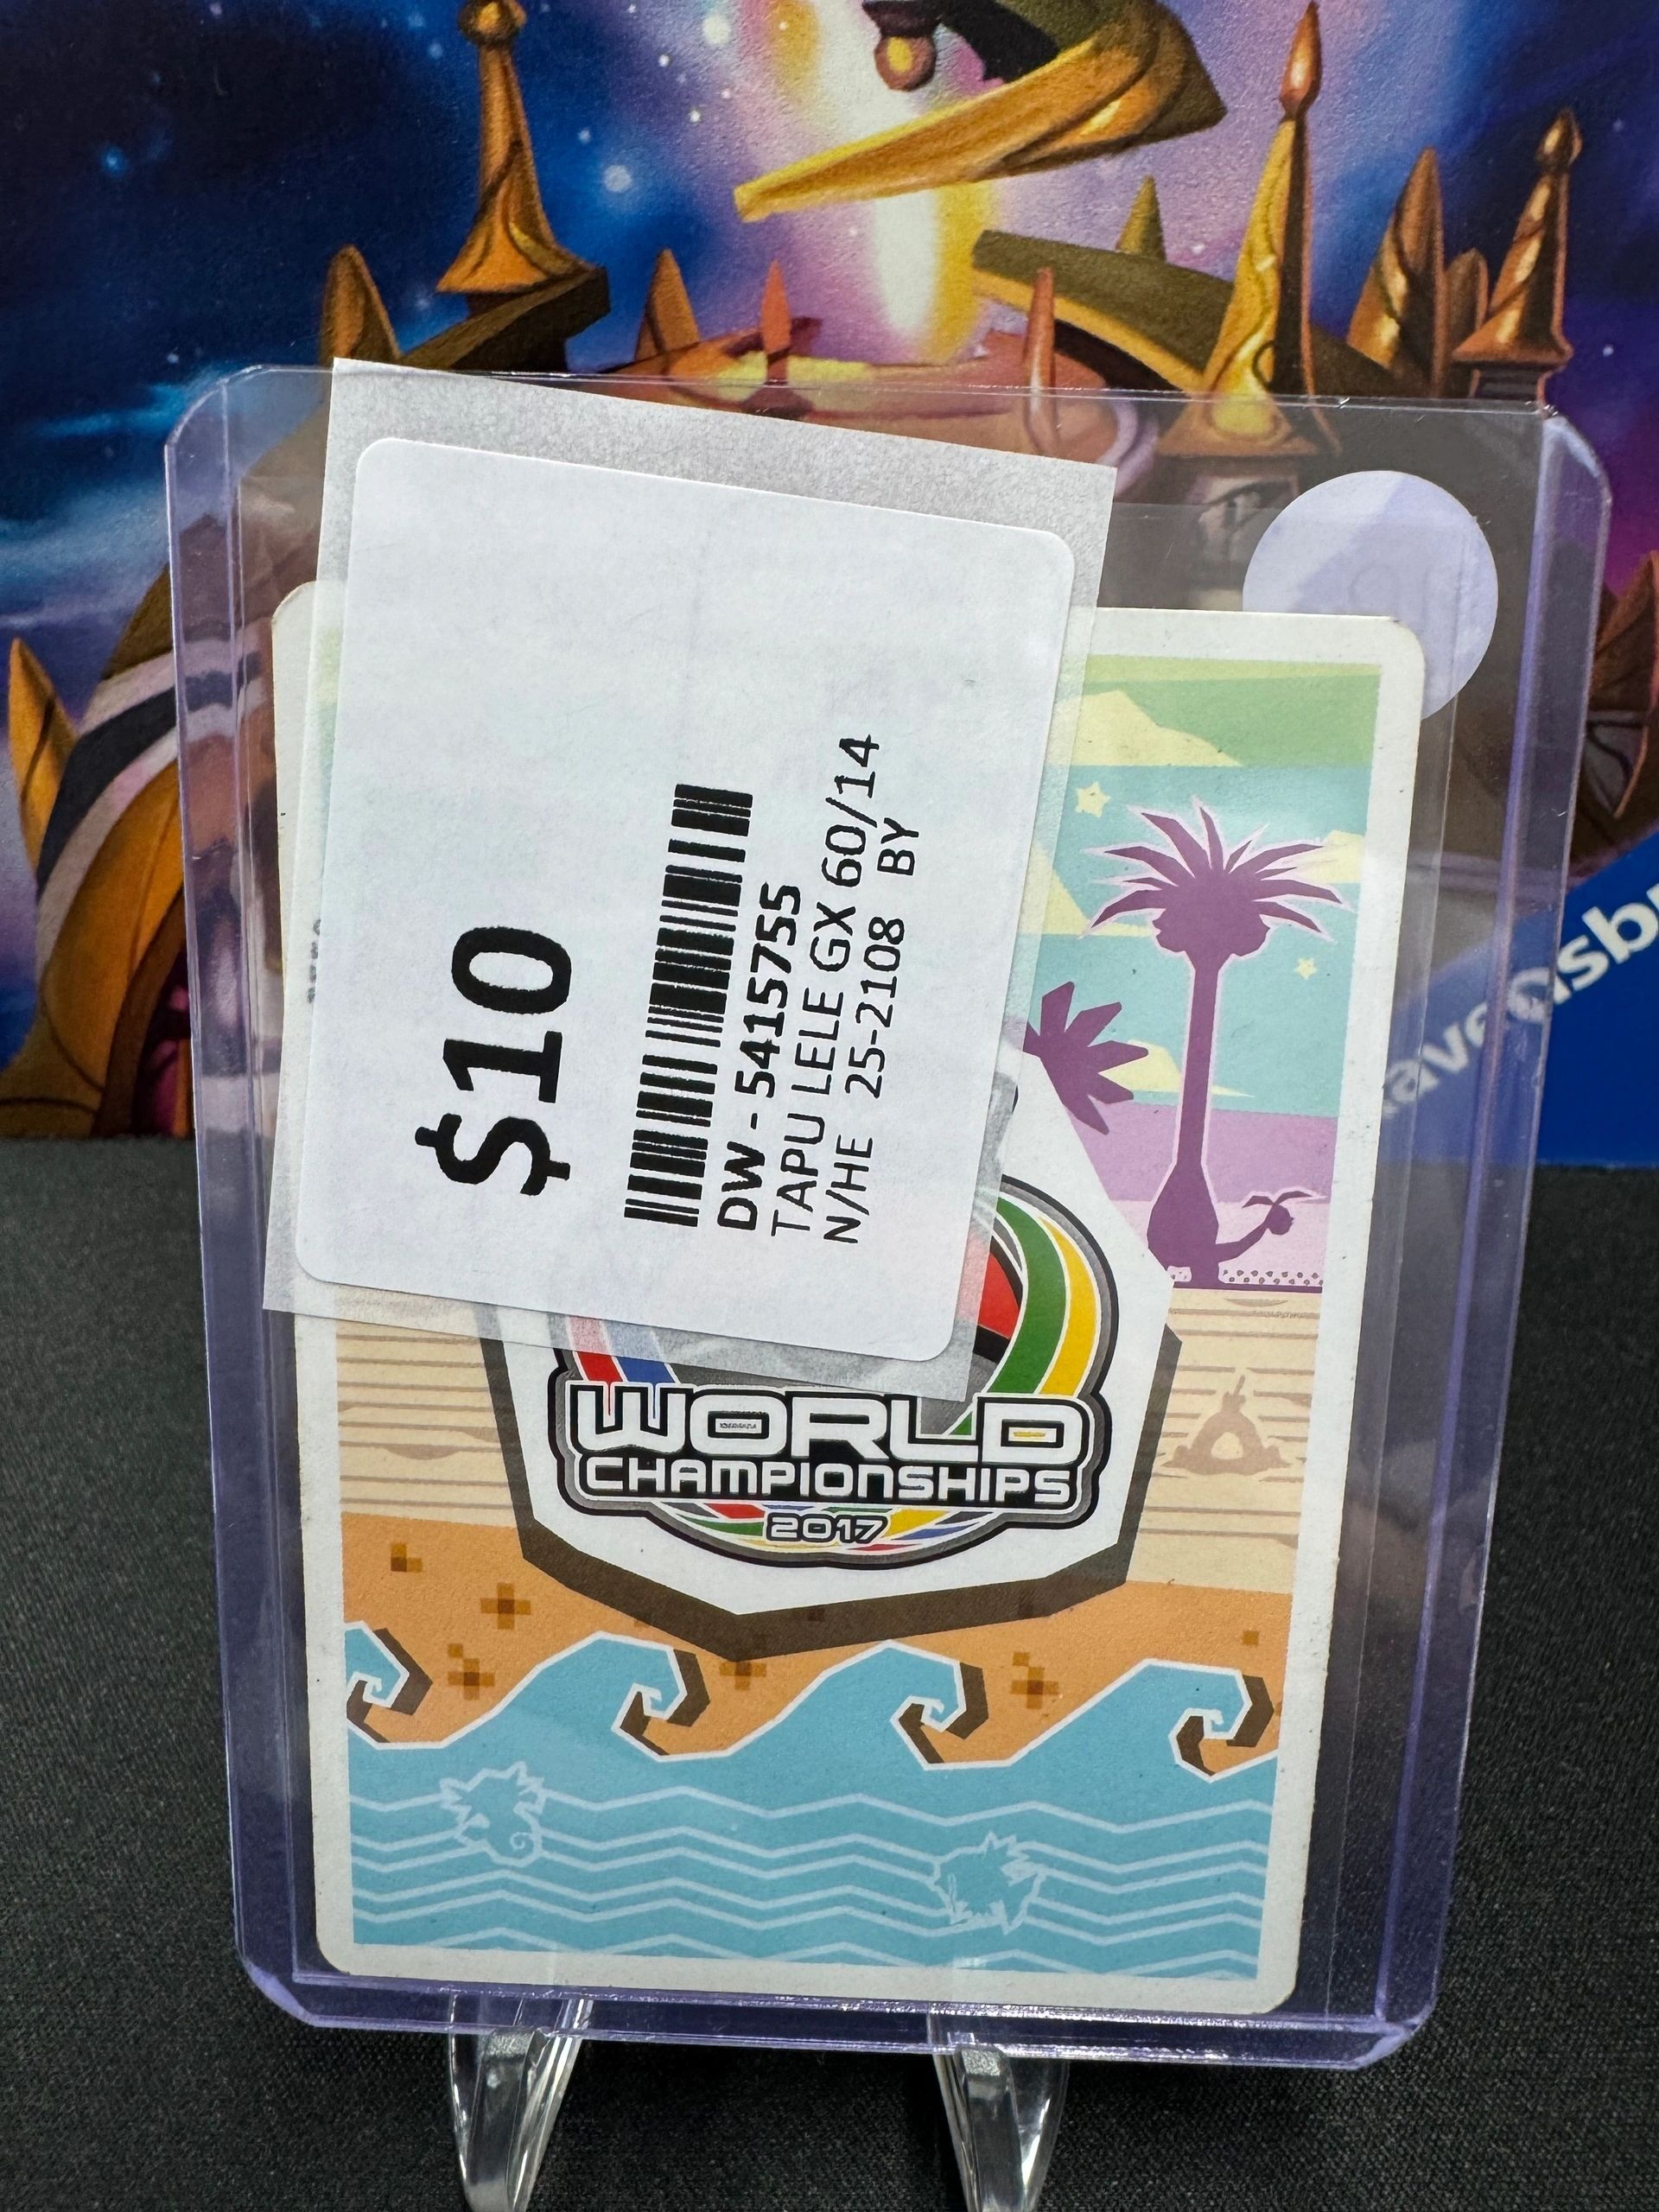 $10
DW - 5415755
TAPU LELE GX 60/14
N/HE 25-2108 BY
WORLD
CHAMPIONSHIPS
2017